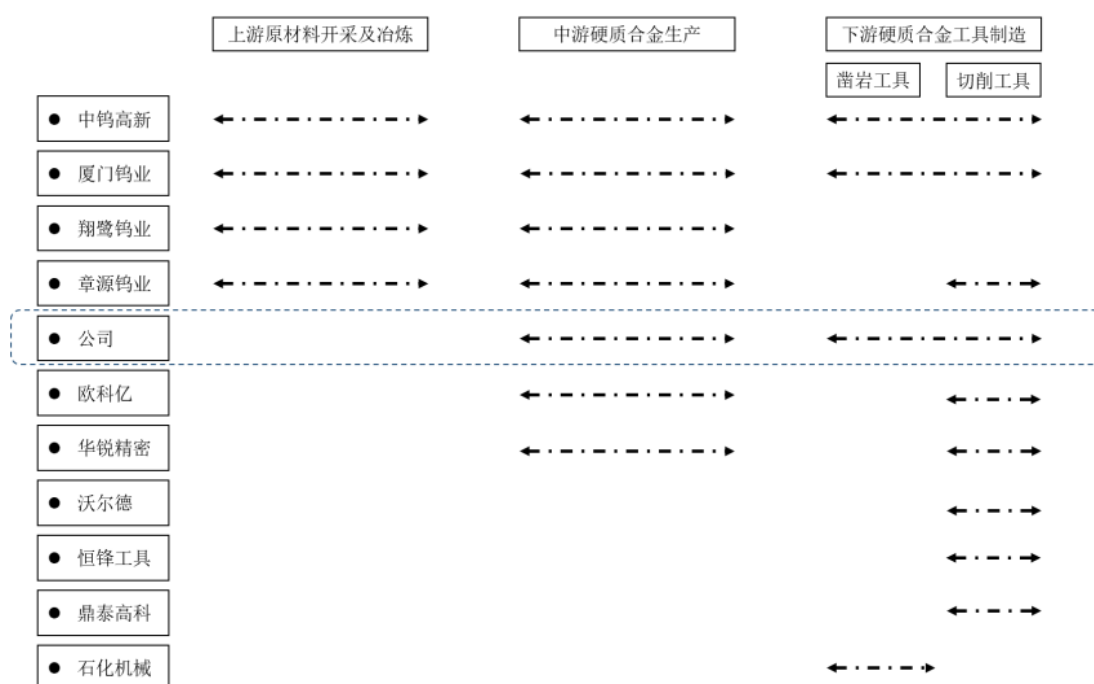 上游原材料开采及冶炼 中游硬质合金生产 下游硬质合金工具制造
凿岩工具 切削工具
● 中钨高新
● 厦门钨业
● 翔鹭钨业
● 章源钨业
● 公司
● 欧科亿
● 华锐精密
● 沃尔德
● 恒锋工具
● 鼎泰高科
● 石化机械